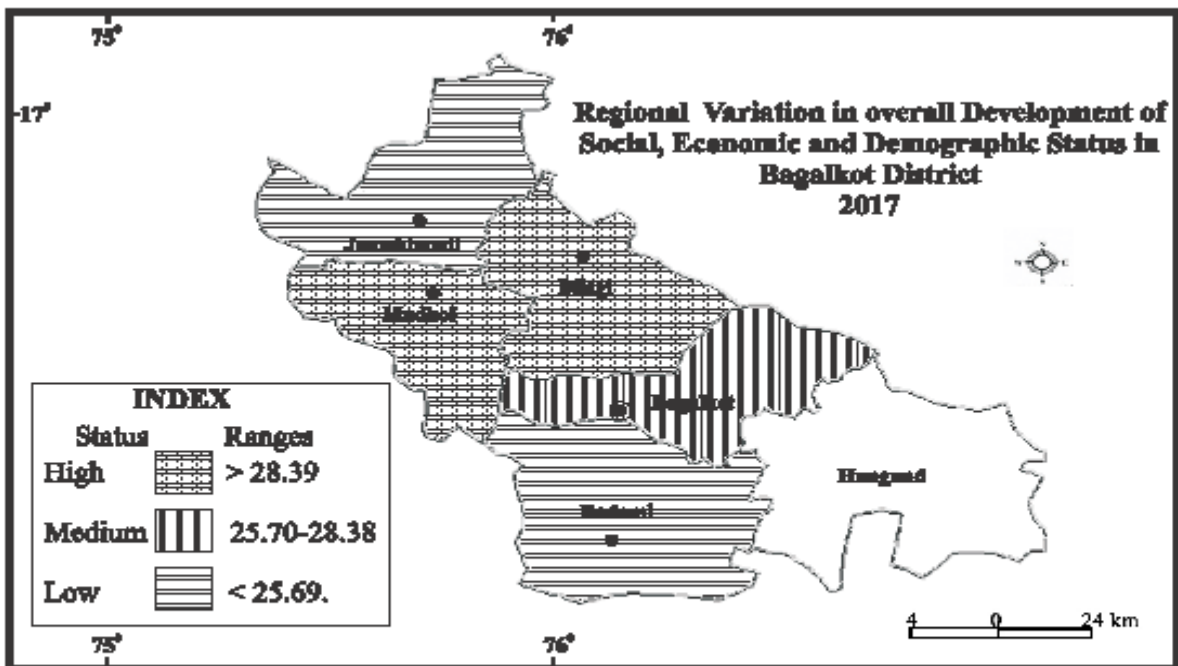 75°
76°
17°
Regional Variation in overall Development of
Social, Economic and Demographic Status in
Bagalkot District
2017
Bilgi
Mudhol
Bagalkot
Hungund
Badami
INDEX
Status Ranges
High > 28.39
Medium 25.70-28.38
Low < 25.69.
4 0 24 km
75°
76°